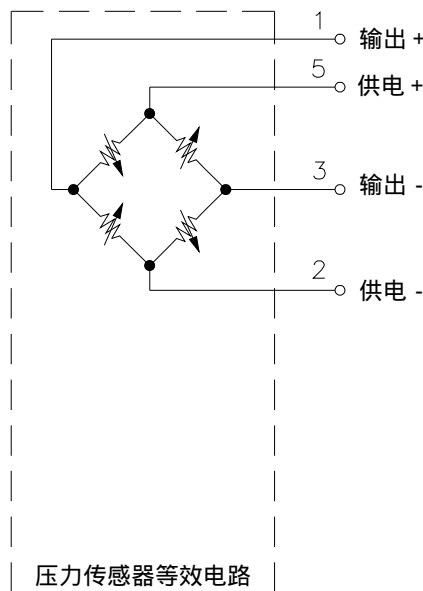 1 输出 +
5 供电 +
3 输出 -
2 供电 -
压力传感器等效电路